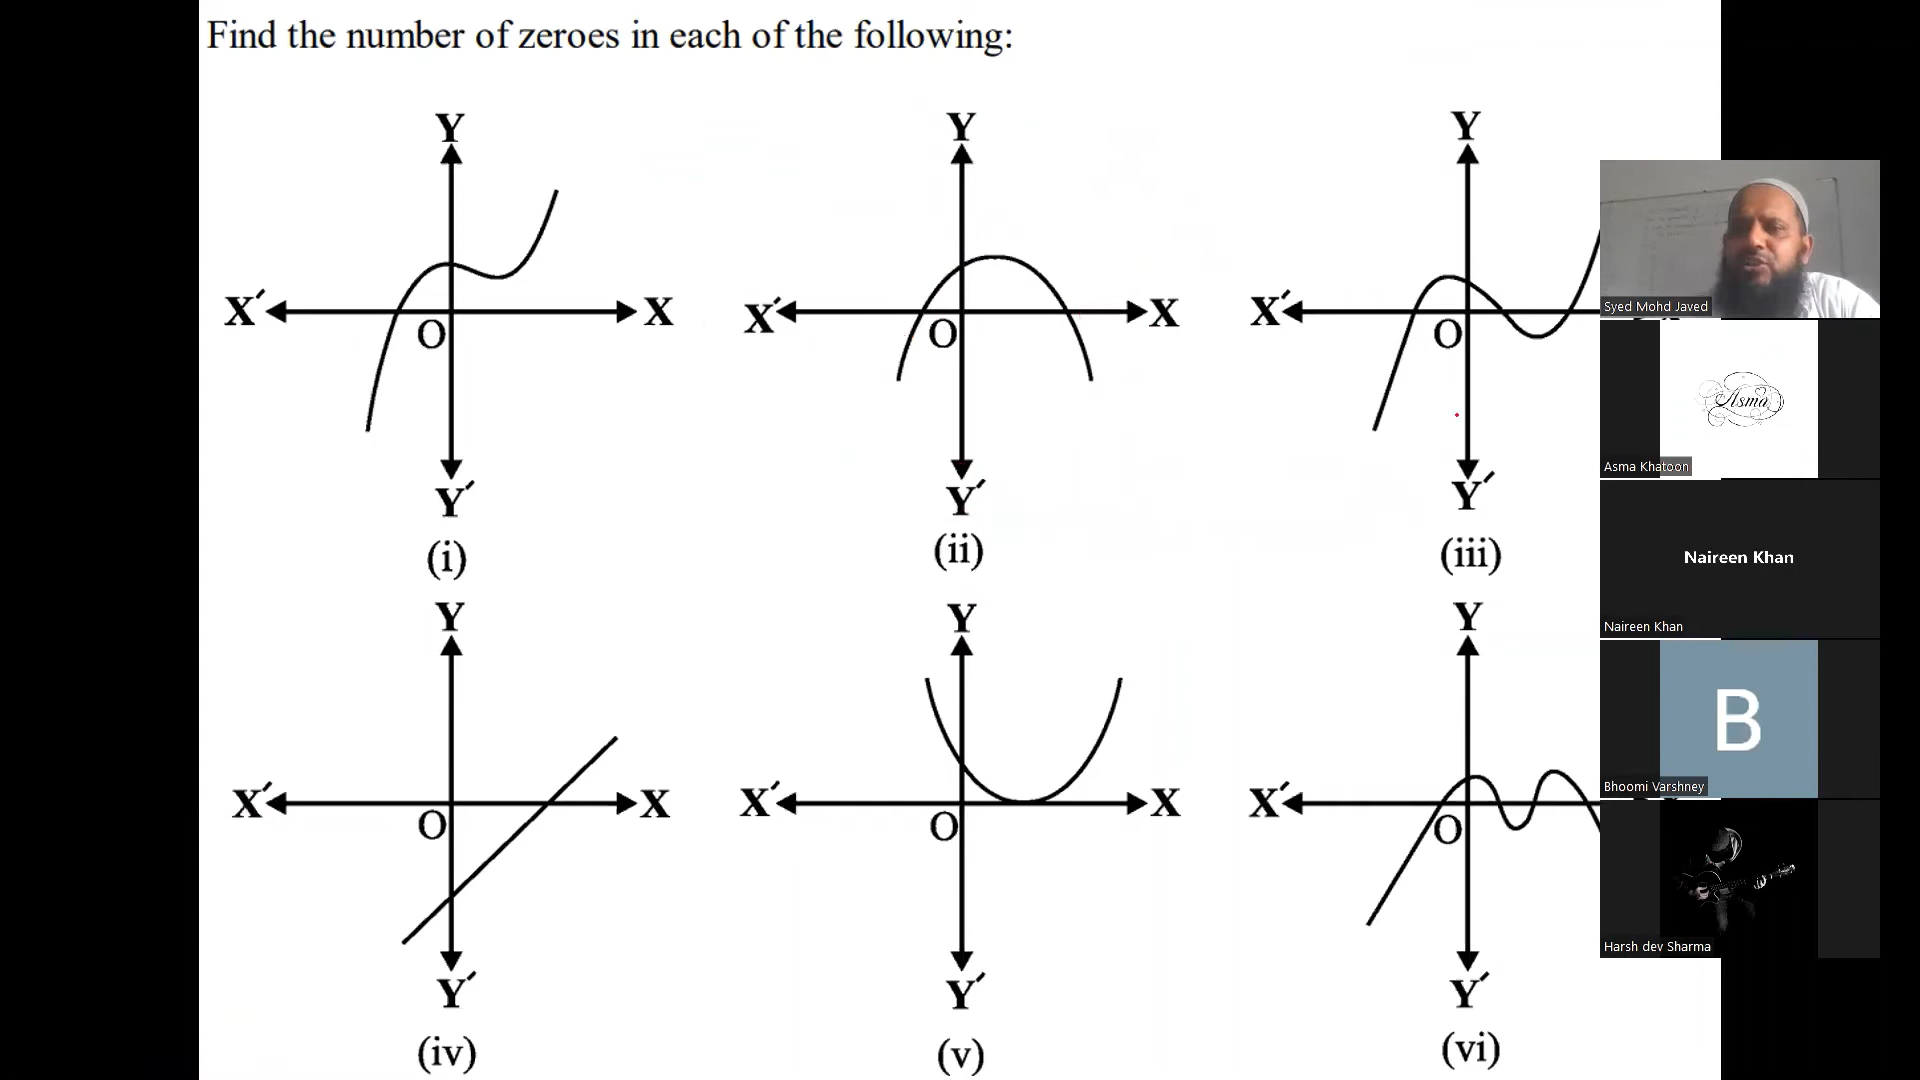 Find the number of zeroes in each of the following:
Y Y Y
X′ O X X′ O X X′ O
Y′ Y′ Y′
(i) (ii) (iii)
Y Y Y
X′ O X X′ O X X′ O
Y′ Y′ Y′
(iv) (v) (vi)
Syed Mohd Javed
Asma
Asma Khatoon
Naireen Khan
Naireen Khan
B
Bhoomi Varshney
Harsh dev Sharma